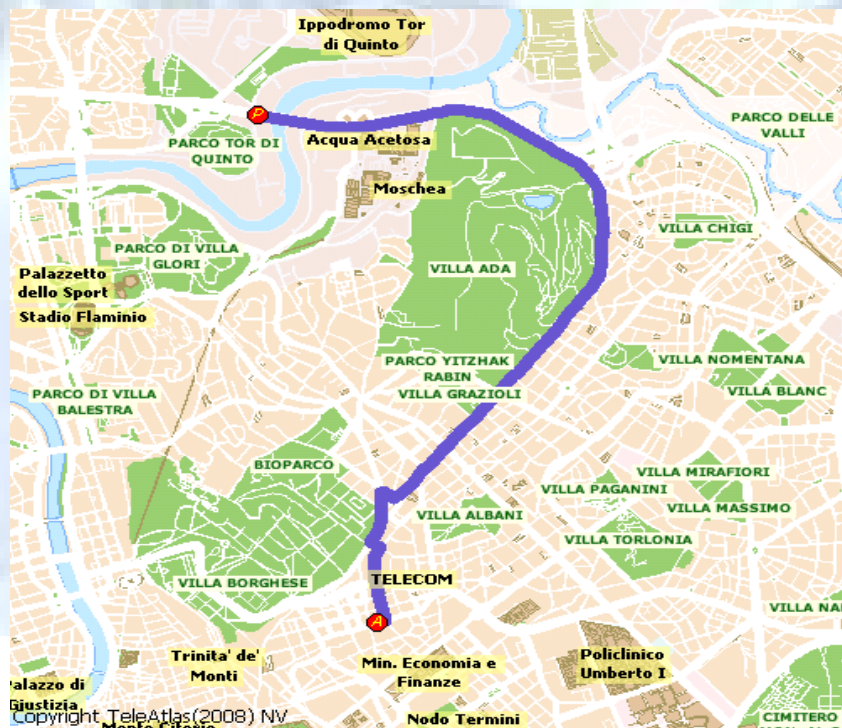 Ippodromo Tor
di Quinto
P
PARCO DELLE
VALLI
Acqua Acetosa
PARCO TOR DI
QUINTO
Moschea
VILLA CHIGI
PARCO DI VILLA
GLORI
VILLA ADA
Palazzetto
dello Sport
Stadio Flaminio
PARCO YITZHAK
RABIN
VILLA NOMENTANA
VILLA GRAZIOLI
VILLA BLANC
PARCO DI VILLA
BALESTRA
BIOPARCO
VILLA MIRAFIORI
VILLA PAGANINI
VILLA MASSIMO
VILLA ALBANI
VILLA TORLONIA
TELECOM
VILLA BORGHESE
VILLA NA
A
Trinita' de'
Monti
Min. Economia e
Finanze
Policlinico
Umberto I
alazzo di
Giustizia
Copyright TeleAtlas(2008) NV
Nodo Termini
CIMITERO